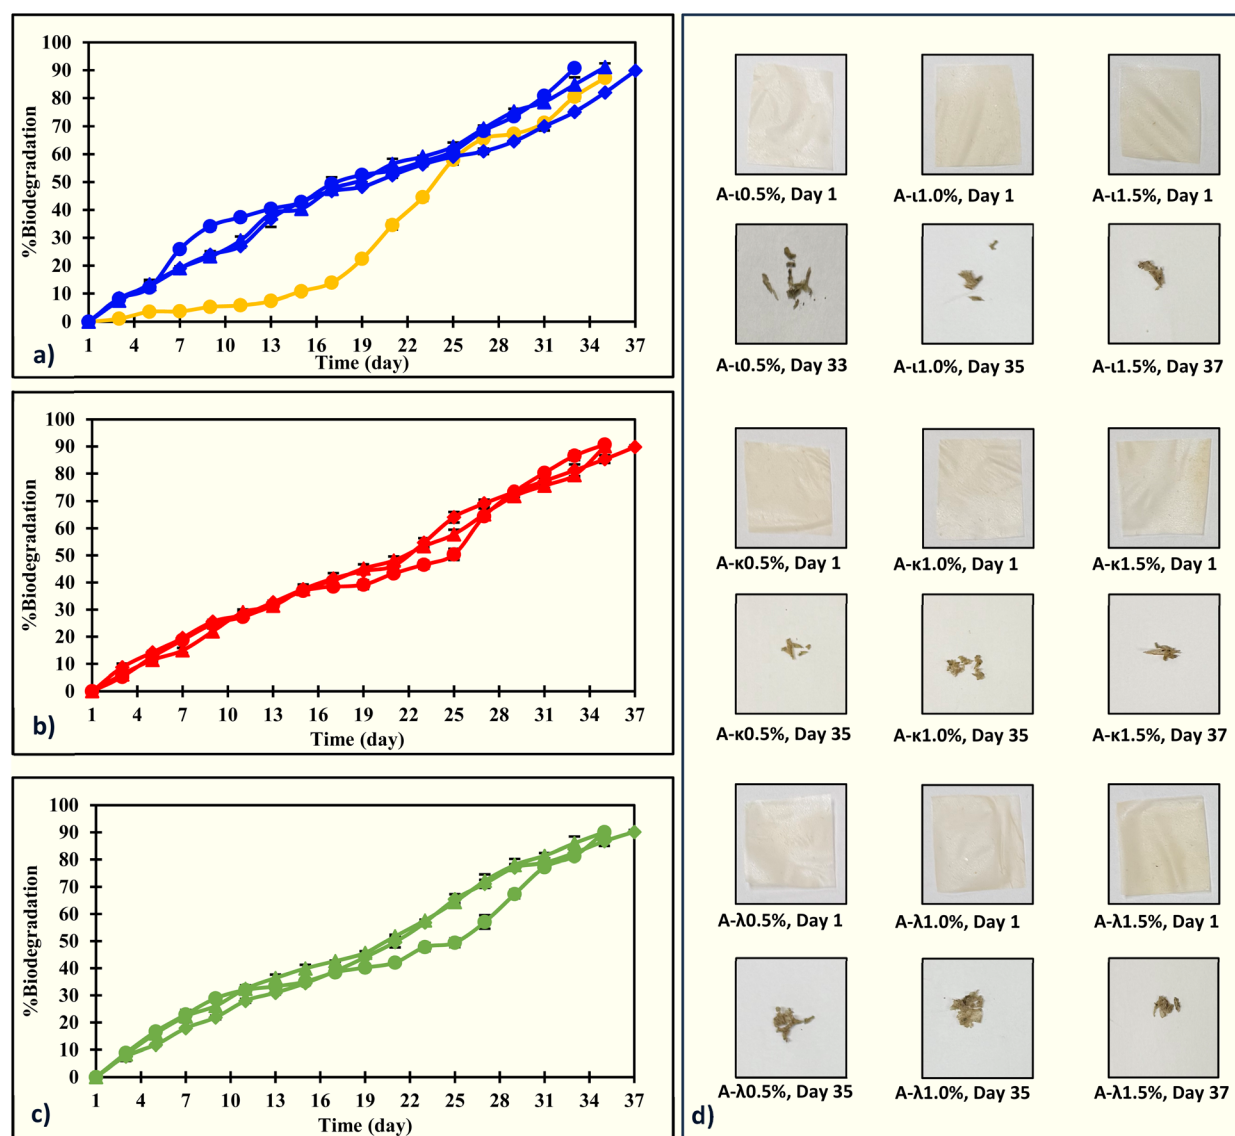 100
90
80
70
60
50
40
30
20
10
0
%Biodegradation
1 4 7 10 13 16 19 22 25 28 31 34 37
Time (day)
a)
100
90
80
70
60
50
40
30
20
10
0
%Biodegradation
1 4 7 10 13 16 19 22 25 28 31 34 37
Time (day)
b)
100
90
80
70
60
50
40
30
20
10
0
%Biodegradation
1 4 7 10 13 16 19 22 25 28 31 34 37
Time (day)
c)
A-ι0.5%, Day 1 A-ι1.0%, Day 1 A-ι1.5%, Day 1
A-ι0.5%, Day 33 A-ι1.0%, Day 35 A-ι1.5%, Day 37
A-κ0.5%, Day 1 A-κ1.0%, Day 1 A-κ1.5%, Day 1
A-κ0.5%, Day 35 A-κ1.0%, Day 35 A-κ1.5%, Day 37
A-λ0.5%, Day 1 A-λ1.0%, Day 1 A-λ1.5%, Day 1
A-λ0.5%, Day 35 A-λ1.0%, Day 35 A-λ1.5%, Day 37
d)